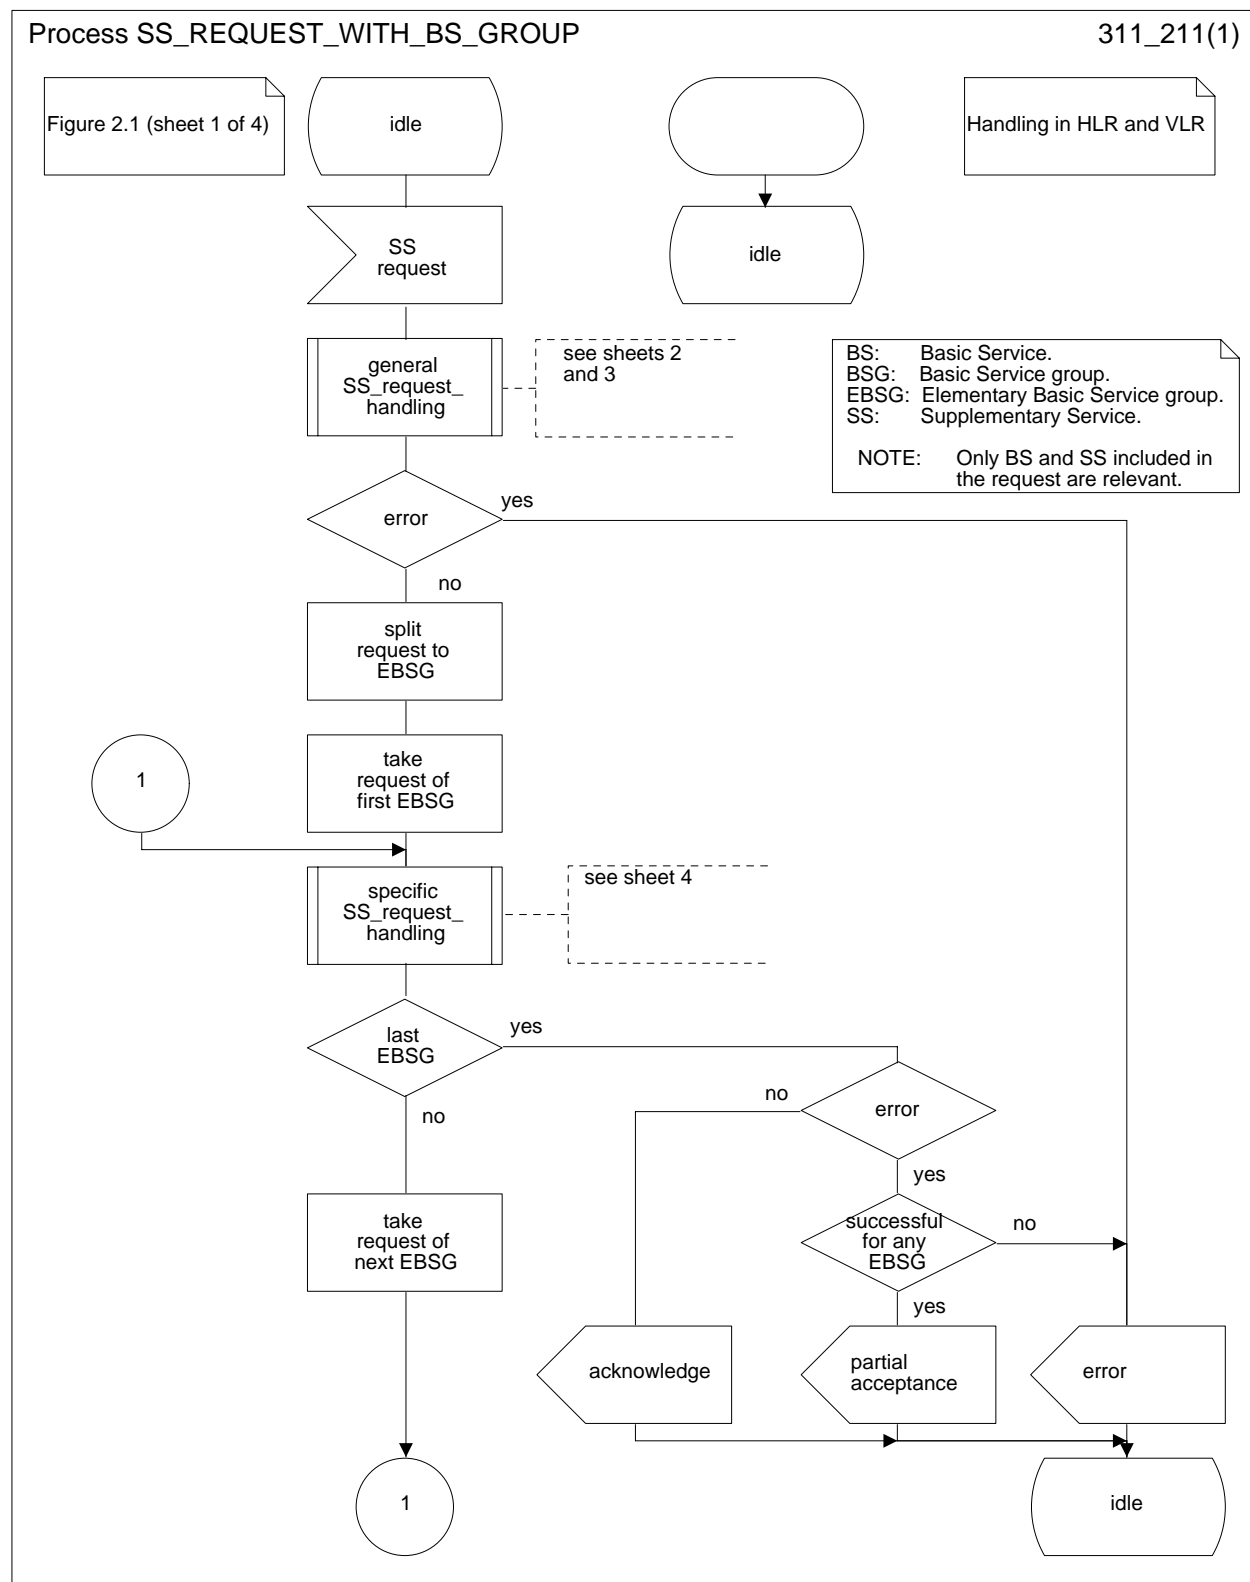 Process SS_REQUEST_WITH_BS_GROUP
311_211(1)
Figure 2.1 (sheet 1 of 4)
idle
Handling in HLR and VLR
SS
request
idle
general
SS_request_
handling
see sheets 2
and 3
BS: Basic Service.
BSG: Basic Service group.
EBSG: Elementary Basic Service group.
SS: Supplementary Service.
NOTE: Only BS and SS included in
the request are relevant.
error
yes
no
split
request to
EBSG
take
request of
first EBSG
1
specific
SS_request_
handling
see sheet 4
last
EBSG
yes
no
error
no
yes
take
request of
next EBSG
successful
for any
EBSG
no
yes
acknowledge
partial
acceptance
error
1
idle